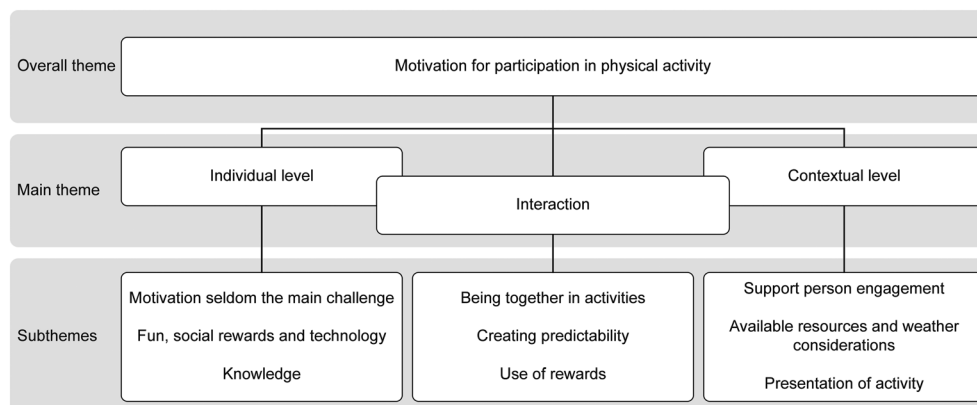 Overall theme
Motivation for participation in physical activity
Main theme
Individual level
Interaction
Contextual level
Subthemes
Motivation seldom the main challenge
Fun, social rewards and technology
Knowledge
Being together in activities
Creating predictability
Use of rewards
Support person engagement
Available resources and weather
considerations
Presentation of activity